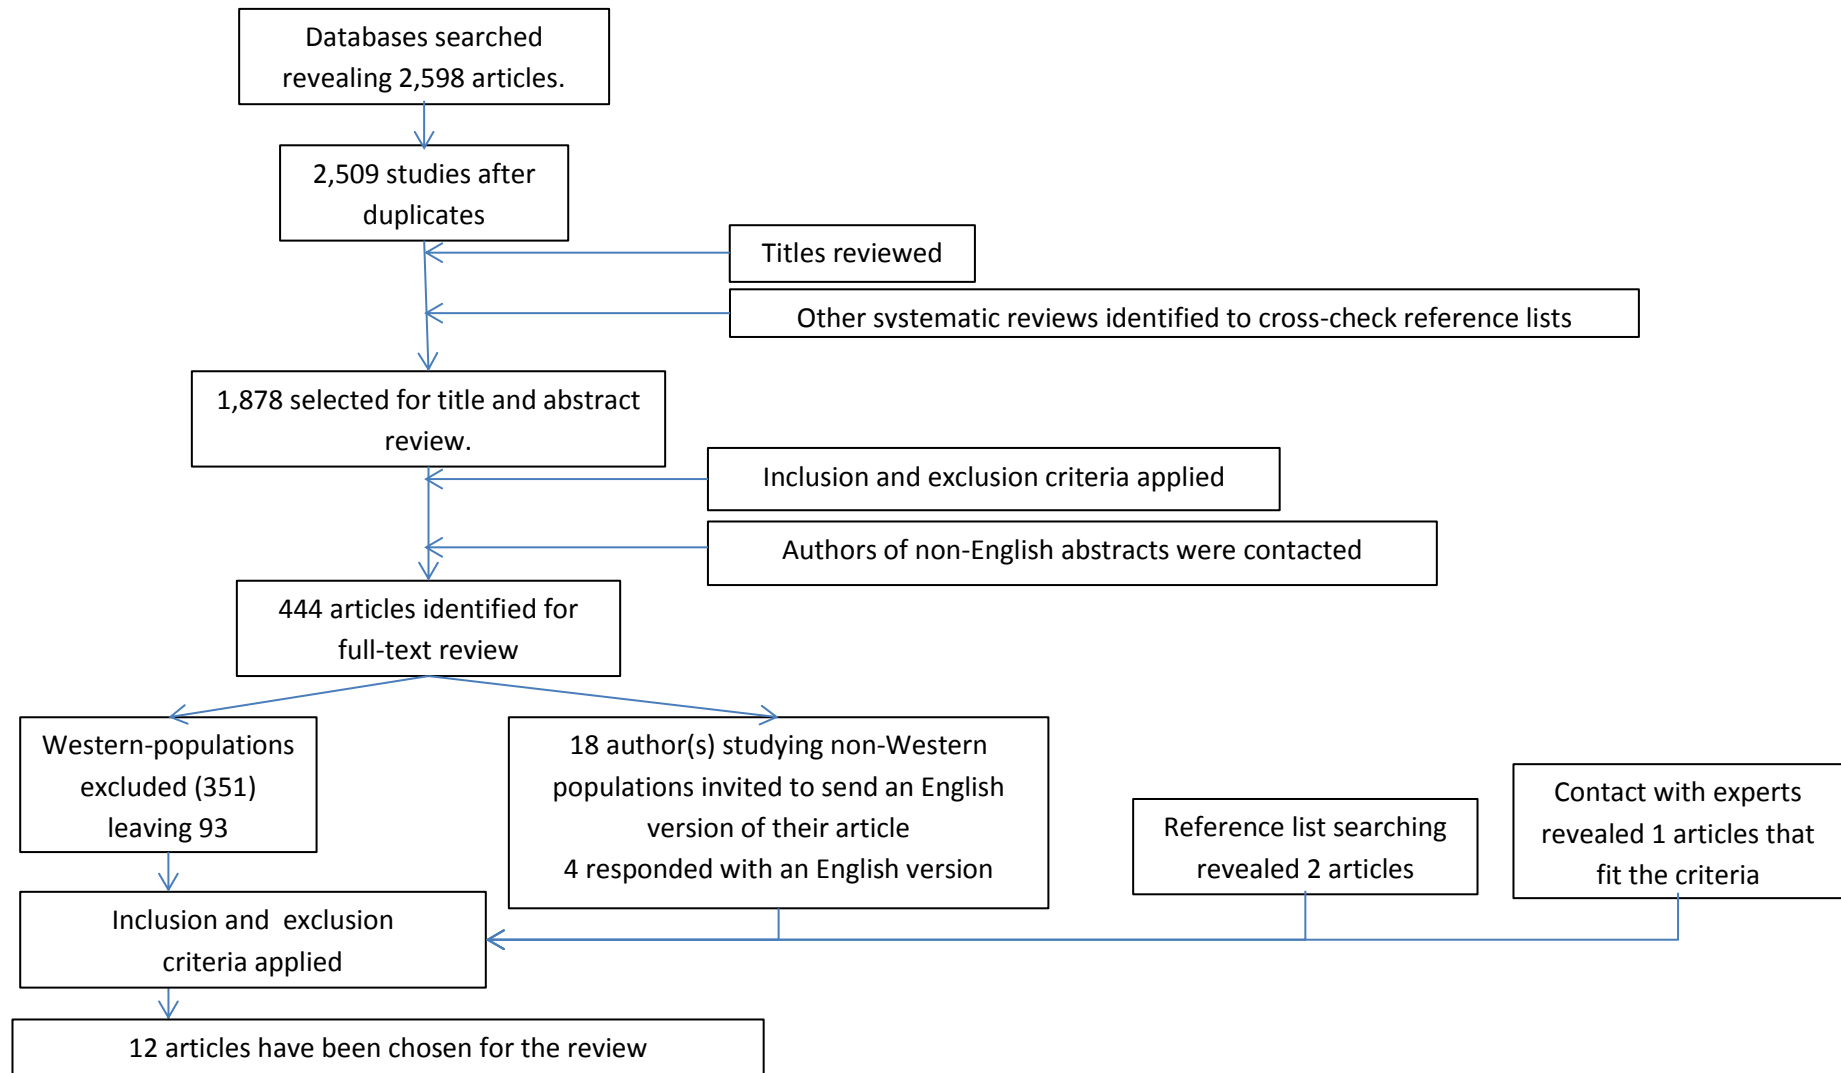 Databases searched
revealing 2,598 articles.
2,509 studies after
duplicates
Titles reviewed
Other systematic reviews identified to cross-check reference lists
1,878 selected for title and abstract
review.
Inclusion and exclusion criteria applied
Authors of non-English abstracts were contacted
444 articles identified for
full-text review
Western-populations
excluded (351)
leaving 93
18 author(s) studying non-Western
populations invited to send an English
version of their article
4 responded with an English version
Reference list searching
revealed 2 articles
Contact with experts
revealed 1 articles that
fit the criteria
Inclusion and exclusion
criteria applied
12 articles have been chosen for the review